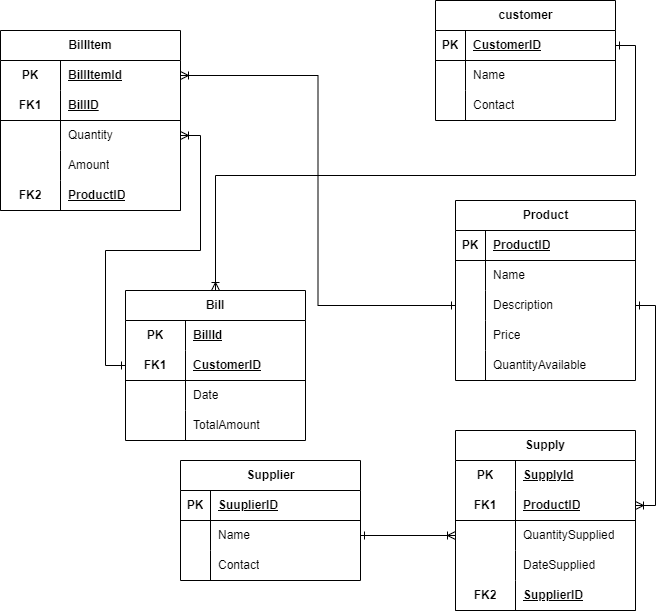 customer
PK CustomerID
Name
Contact
BillItem
PK BillItemId
FK1 BillID
Quantity
Amount
FK2 ProductID
Product
PK ProductID
Name
Description
Price
QuantityAvailable
Bill
PK BillId
FK1 CustomerID
Date
TotalAmount
Supplier
PK SuuplierID
Name
Contact
Supply
PK SupplyId
FK1 ProductID
QuantitySupplied
DateSupplied
FK2 SupplierID